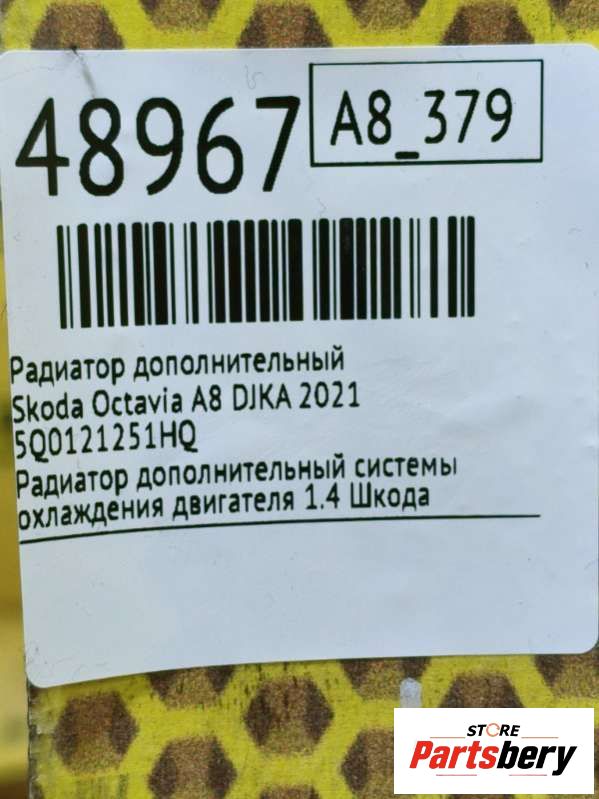 48967
A8_379
Радиатор дополнительный
Skoda Octavia A8 DJKA 2021
5Q0121251HQ
Радиатор дополнительный системы
охлаждения двигателя 1.4 Шкода
STORE
Partsbery